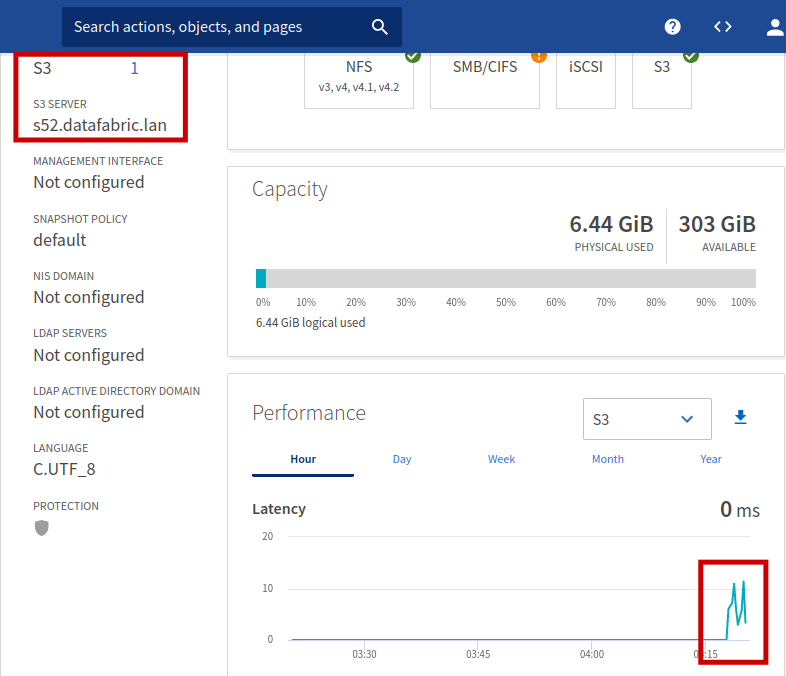 Search actions, objects, and pages
S3 1
S3 SERVER
s52.datafabric.lan
MANAGEMENT INTERFACE
Not configured
SNAPSHOT POLICY
default
NIS DOMAIN
Not configured
LDAP SERVERS
Not configured
LDAP ACTIVE DIRECTORY DOMAIN
Not configured
LANGUAGE
C.UTF_8
PROTECTION
NFS
v3, v4, v4.1, v4.2
SMB/CIFS
iSCSI
S3
Capacity
6.44 GiB 303 GiB
PHYSICAL USED AVAILABLE
0% 10% 20% 30% 40% 50% 60% 70% 80% 90% 100%
6.44 GiB logical used
Performance
S3
Hour Day Week Month Year
Latency 0 ms
20
10
0
03:30 03:45 04:00